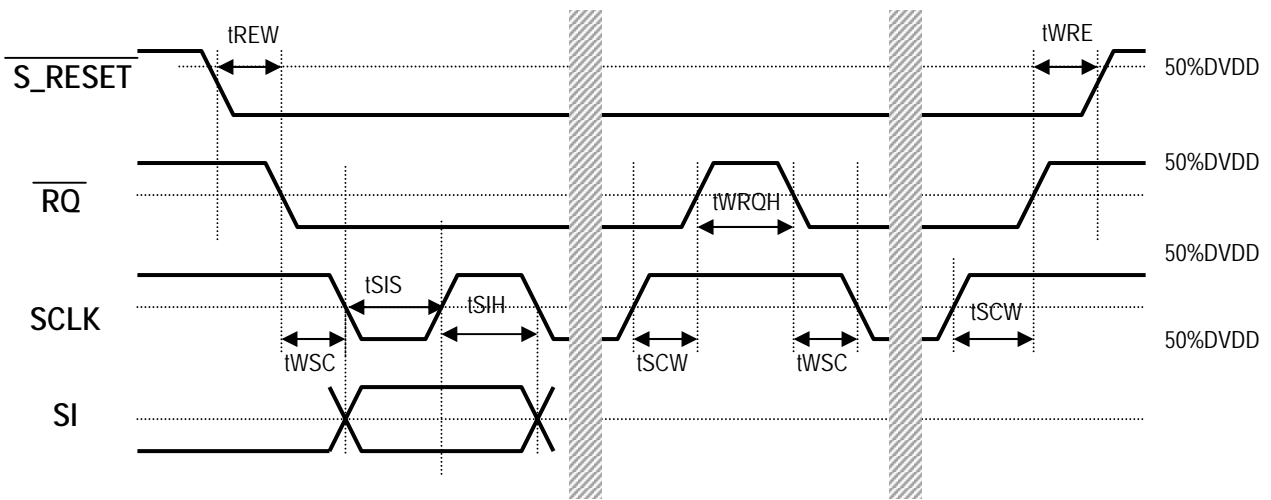 tREW
tWRE
S_RESET
50%DVDD
50%DVDD
RQ
tWRQH
50%DVDD
tSIS
tSIH
SCLK
tSCW
50%DVDD
tWSC
tSCW
tWSC
SI